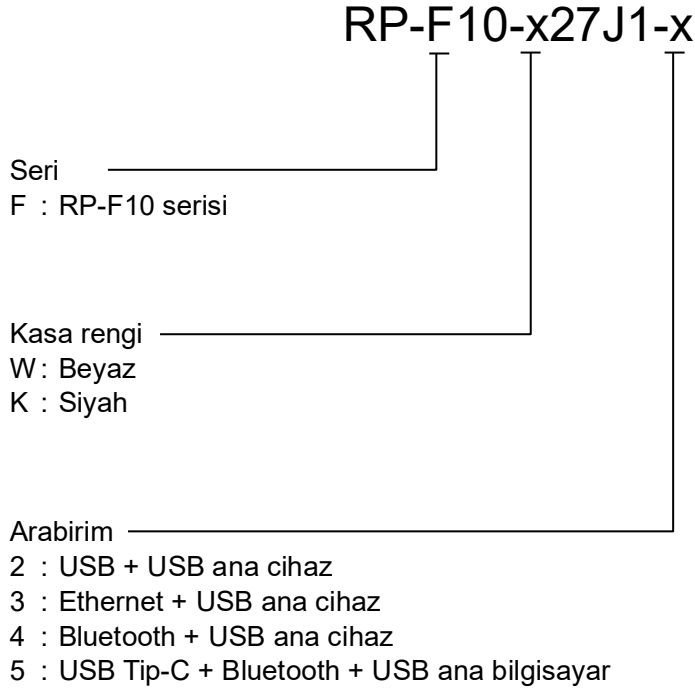 RP-F10-x27J1-x
Seri
F : RP-F10 serisi
Kasa rengi
W : Beyaz
K : Siyah
Arabirim
2 : USB + USB ana cihaz
3 : Ethernet + USB ana cihaz
4 : Bluetooth + USB ana cihaz
5 : USB Tip-C + Bluetooth + USB ana bilgisayar